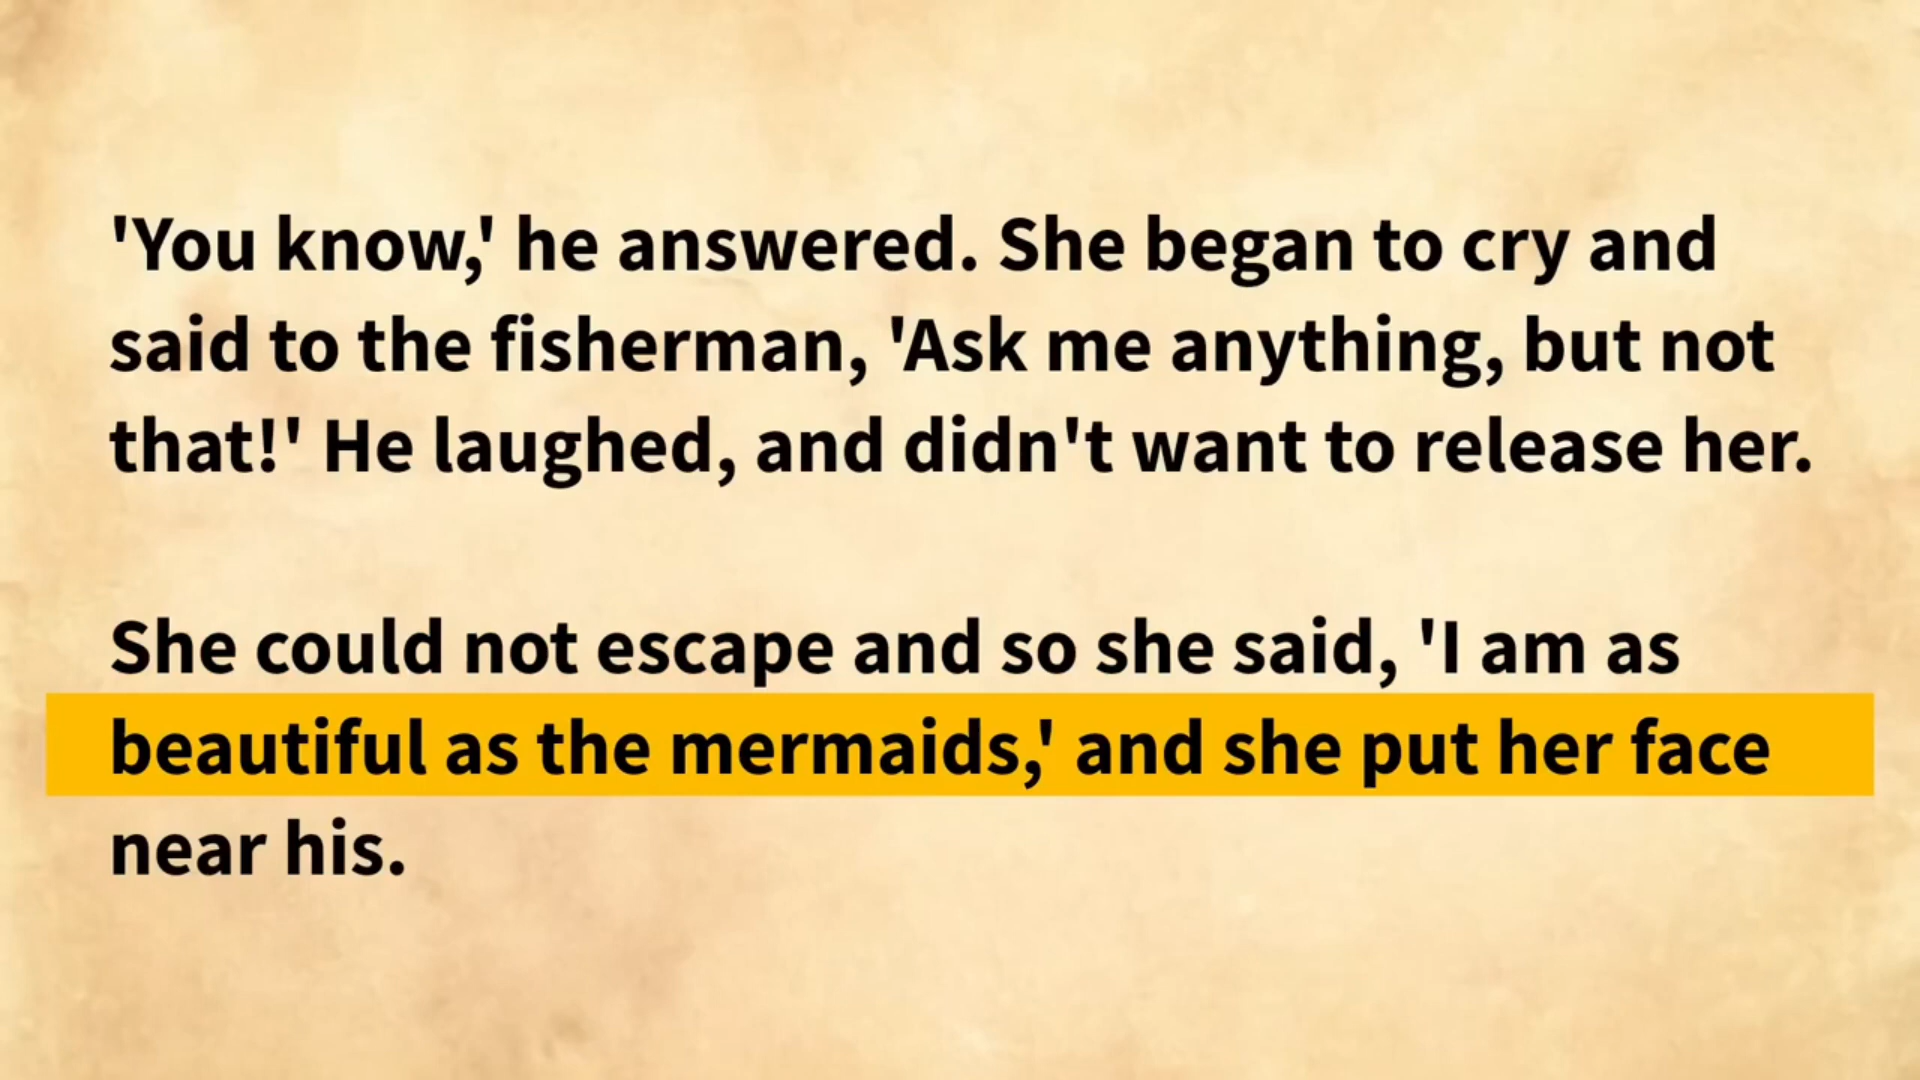 'You know,' he answered. She began to cry and
said to the fisherman, 'Ask me anything, but not
that!' He laughed, and didn't want to release her.
She could not escape and so she said, 'I am as
beautiful as the mermaids,' and she put her face
near his.